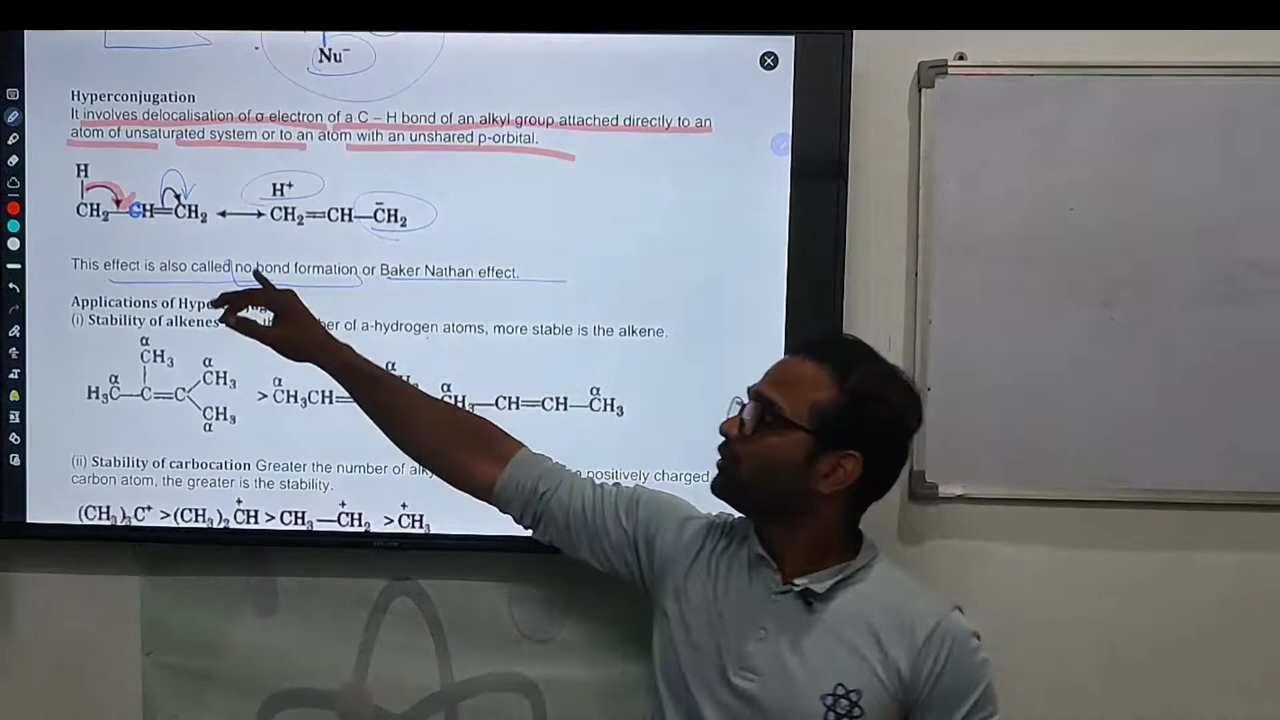 Nu⁻
Hyperconjugation
It involves delocalisation of σ electron of a C – H bond of an alkyl group attached directly to an
atom of unsaturated system or to an atom with an unshared p-orbital.
H
H⁺
CH₂—CH=CH₂ ⟷ CH₂=CH—C̄H₂
This effect is also called no bond formation or Baker Nathan effect.
Applications of
(i) Stability of alkenes of a-hydrogen atoms, more stable is the alkene.
α
CH₃ α α
α CH₃ α α α
H₃C—C=C > CH₃CH= CH₃—CH=CH—CH₃
CH₃
α
(ii) Stability of carbocation Greater the number of positively charged
carbon atom, the greater is the stability.
(CH₃)₃C⁺ >(CH₃)₂ C⁺H > CH₃ —C⁺H₂ >C⁺H₃